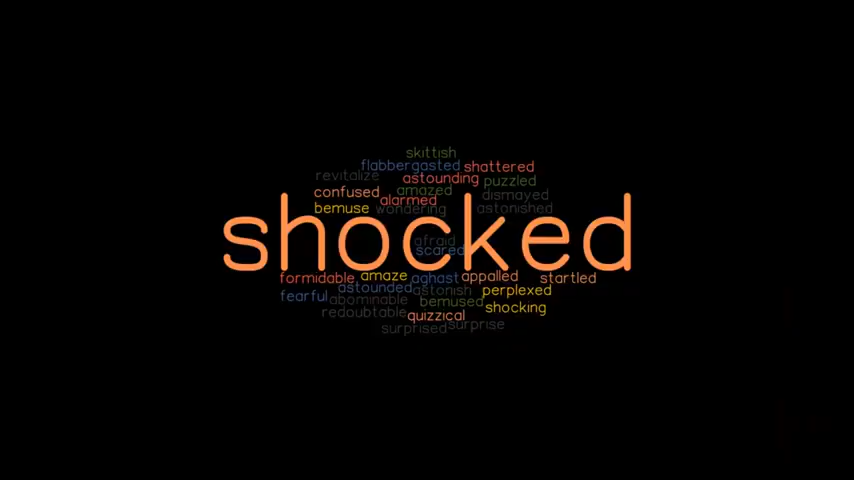 skittish
flabbergasted shattered
revitalize astounding puzzled
confused amazed dismayed
alarmed
bemuse wondering astonished
shocked
afraid
scared
formidable amaze aghast appalled startled
astounded astonish perplexed
fearful abominable bemused
shocking
redoubtable quizzical
surprised surprise